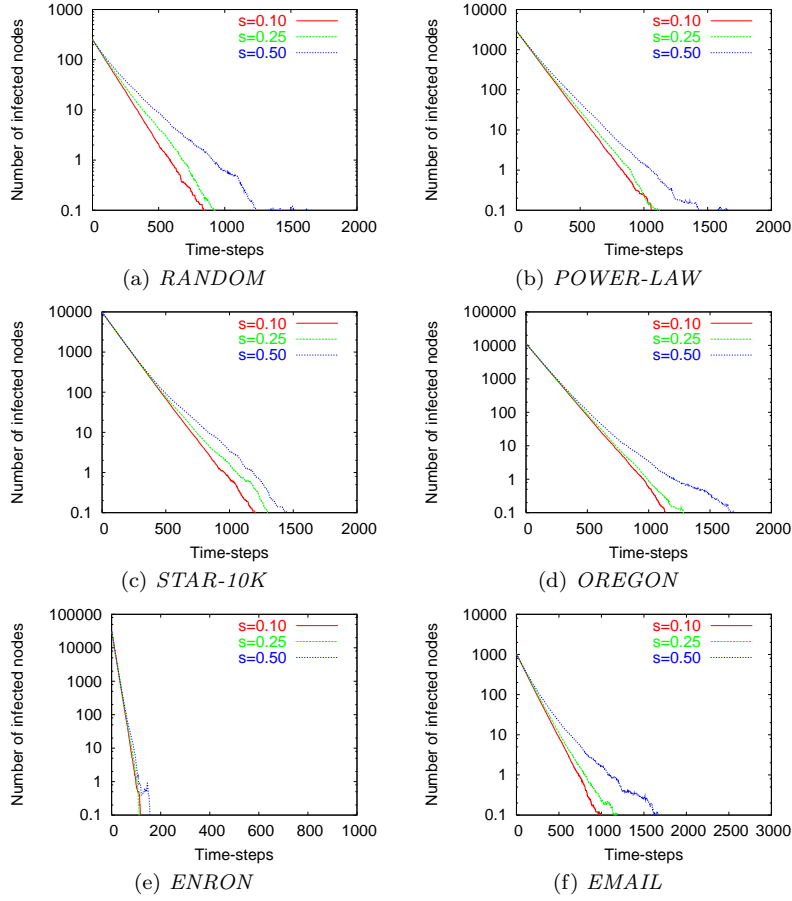 1000
100
10
1
0.1
Number of infected nodes
s=0.10
s=0.25
s=0.50
0 500 1000 1500 2000
Time-steps
(a) RANDOM
10000
1000
100
10
1
0.1
Number of infected nodes
s=0.10
s=0.25
s=0.50
0 500 1000 1500 2000
Time-steps
(b) POWER-LAW
10000
1000
100
10
1
0.1
Number of infected nodes
s=0.10
s=0.25
s=0.50
0 500 1000 1500 2000
Time-steps
(c) STAR-10K
100000
10000
1000
100
10
1
0.1
Number of infected nodes
s=0.10
s=0.25
s=0.50
0 500 1000 1500 2000
Time-steps
(d) OREGON
100000
10000
1000
100
10
1
0.1
Number of infected nodes
s=0.10
s=0.25
s=0.50
0 200 400 600 800 1000
Time-steps
(e) ENRON
10000
1000
100
10
1
0.1
Number of infected nodes
s=0.10
s=0.25
s=0.50
0 500 1000 1500 2000 2500 3000
Time-steps
(f) EMAIL